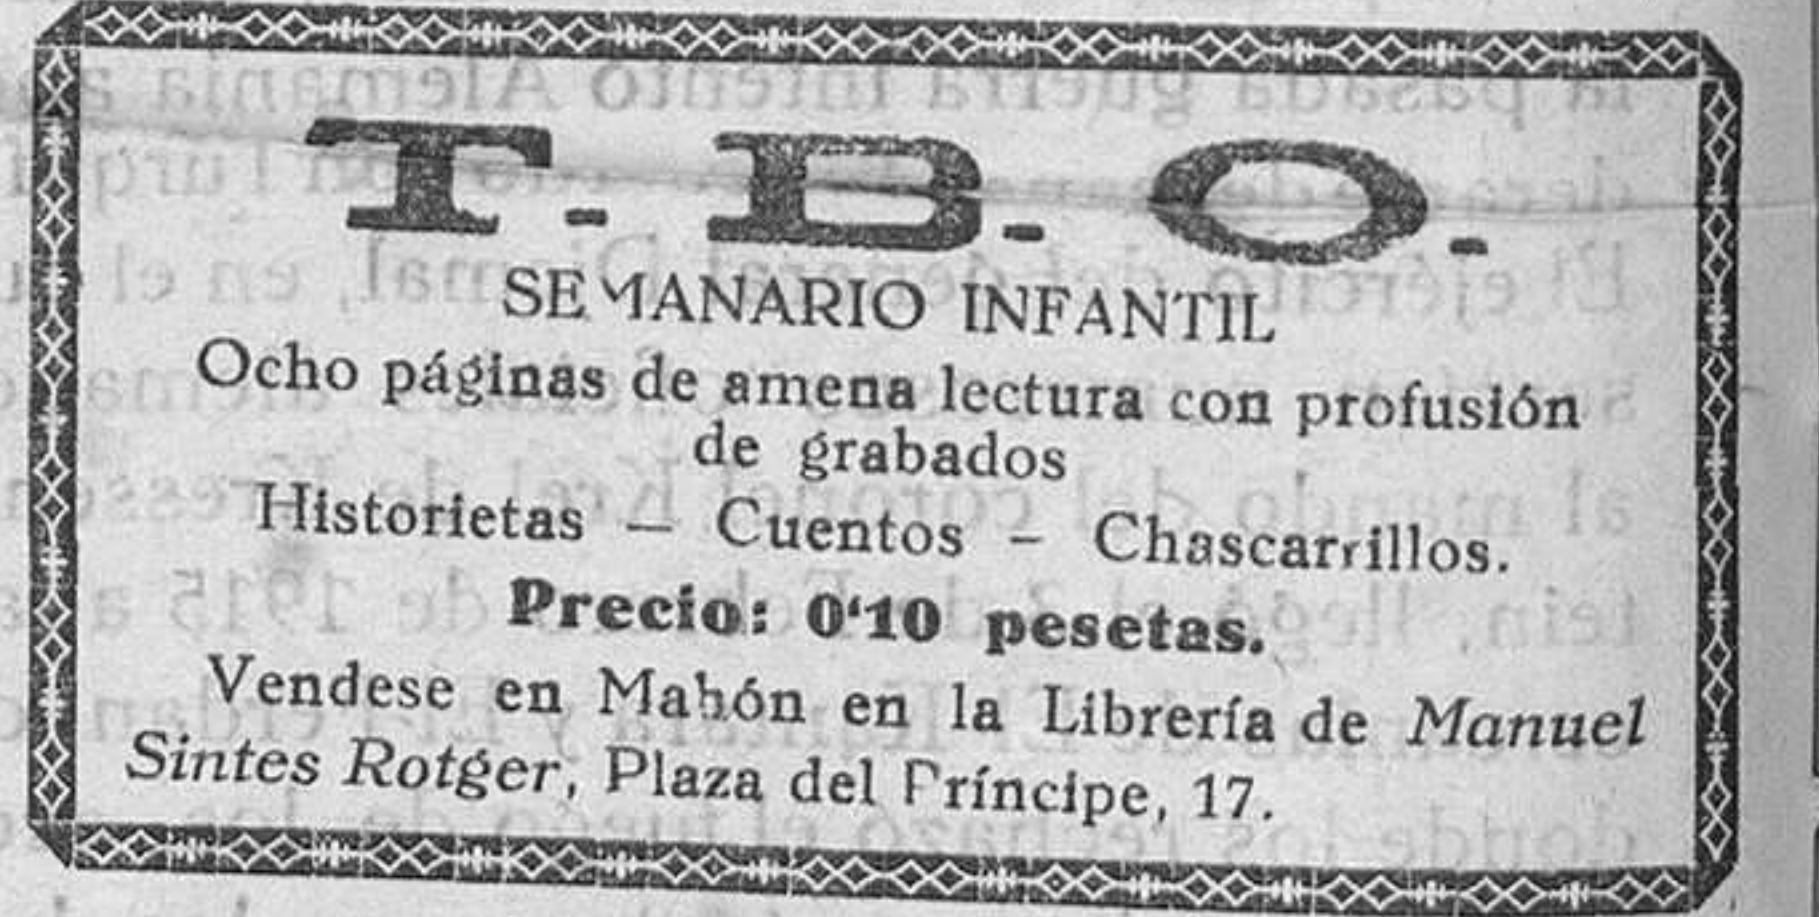 T. B. O.
SEMANARIO INFANTIL
Ocho páginas de amena lectura con profusión
de grabados
Historietas — Cuentos — Chascarrillos.
Precio: 0'10 pesetas.
Vendese en Mahón en la Librería de Manuel
Sintes Rotger, Plaza del Príncipe, 17.